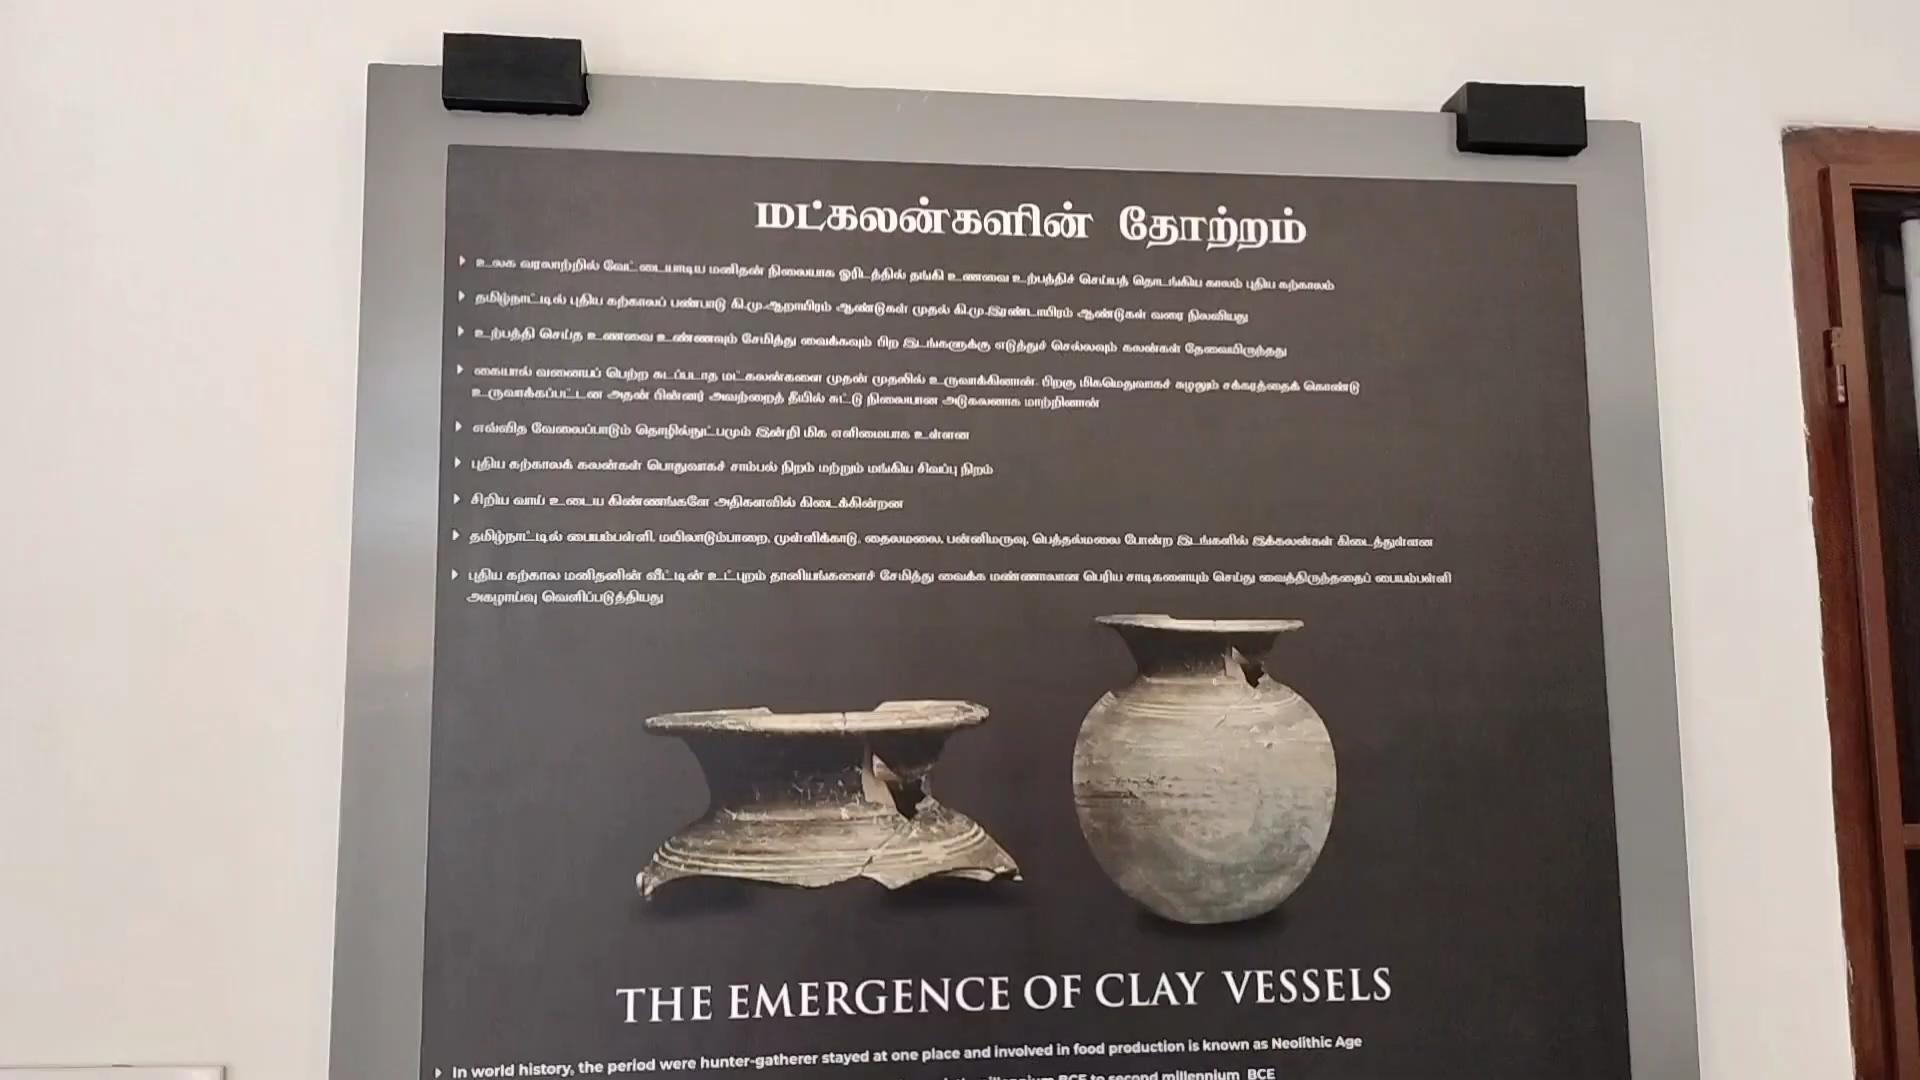 மட்கலன்களின் தோற்றம்
உலக வரலாற்றில் வேட்டையாடிய மனிதன் நிலையாக ஓரிடத்தில் தங்கி உணவை உற்பத்திச் செய்யத் தொடங்கிய காலம் புதிய கற்காலம்
தமிழ்நாட்டில் புதிய கற்காலப் பண்பாடு கி.மு.ஆறாயிரம் ஆண்டுகள் முதல் கி.மு.இரண்டாயிரம் ஆண்டுகள் வரை நிலவியது
உற்பத்தி செய்த உணவை உண்ணவும் சேமித்து வைக்கவும் பிற இடங்களுக்கு எடுத்துச் செல்லவும் கலன்கள் தேவையிருந்தது
கையால் வனையப் பெற்ற சுடப்படாத மட்கலன்களை முதன் முதலில் உருவாக்கினான். பிறகு மிகமெதுவாகச் சுழலும் சக்கரத்தைக் கொண்டு
உருவாக்கப்பட்டன அதன் பின்னர் அவற்றைத் தீயில் சுட்டு நிலையான அடுகலனாக மாற்றினான்
எவ்வித வேலைப்பாடும் தொழில்நுட்பமும் இன்றி மிக எளிமையாக உள்ளன
புதிய கற்காலக் கலன்கள் பொதுவாகச் சாம்பல் நிறம் மற்றும் மங்கிய சிவப்பு நிறம்
சிறிய வாய் உடைய கிண்ணங்களே அதிகளவில் கிடைக்கின்றன
தமிழ்நாட்டில் பையம்பள்ளி, மயிலாடும்பாறை, முள்ளிக்காடு, தைலமலை, பன்னிமருவு, பெத்தல்மலை போன்ற இடங்களில் இக்கலன்கள் கிடைத்துள்ளன
புதிய கற்கால மனிதனின் வீட்டின் உட்புறம் தானியங்களைச் சேமித்து வைக்க மண்ணாலான பெரிய சாடிகளையும் செய்து வைத்திருந்ததைப் பையம்பள்ளி
அகழாய்வு வெளிப்படுத்தியது
THE EMERGENCE OF CLAY VESSELS
In world history, the period were hunter-gatherer stayed at one place and involved in food production is known as Neolithic Age
BCE to second millennium BCE